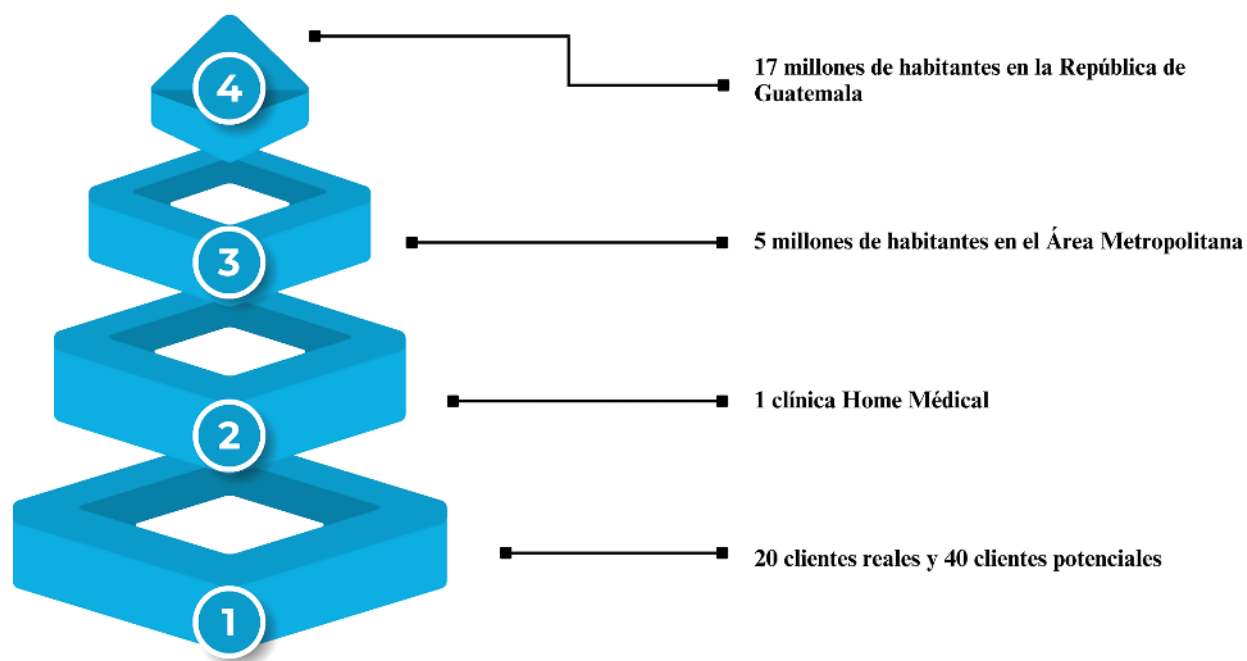 4
17 millones de habitantes en la República de
Guatemala
3
5 millones de habitantes en el Área Metropolitana
2
1 clínica Home Médical
1
20 clientes reales y 40 clientes potenciales